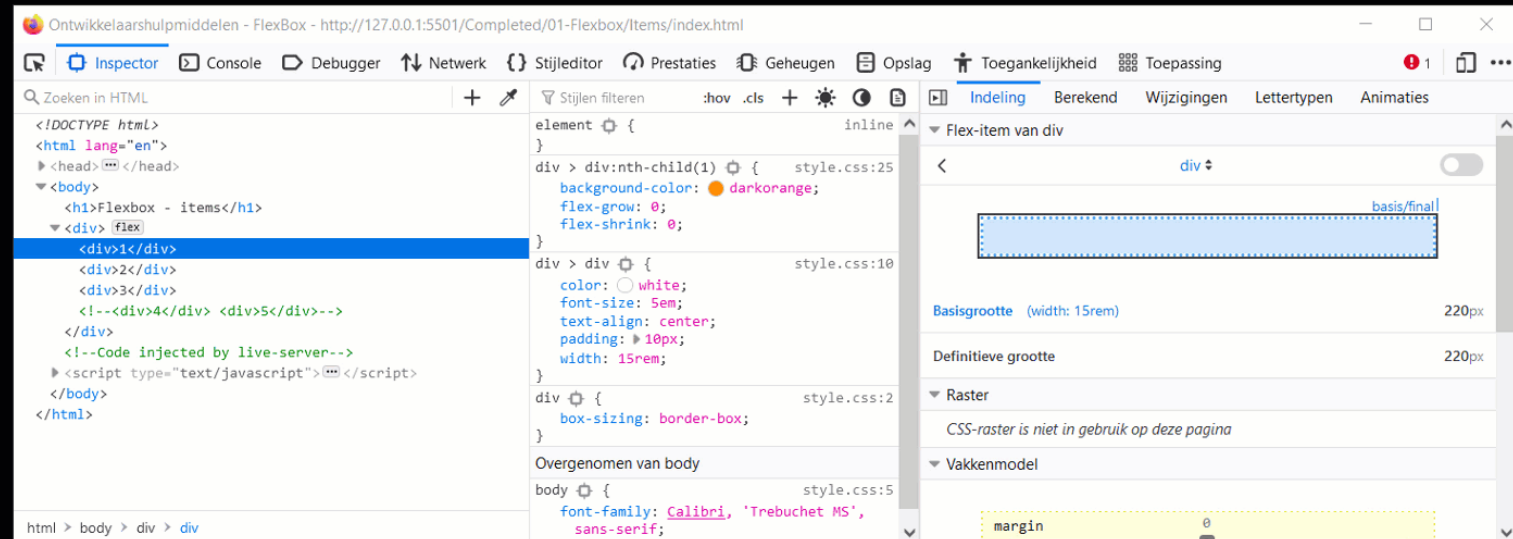 Ontwikkelaarshulpmiddelen - FlexBox - http://127.0.0.1:5501/Completed/01-Flexbox/Items/index.html
Inspector Console Debugger Netwerk Stijleditor Prestaties Geheugen Opslag Toegankelijkheid Toepassing 1
Zoeken in HTML
<!DOCTYPE html>
<html lang="en">
<head> </head>
<body>
<h1>Flexbox - items</h1>
<div> flex
<div>1</div>
<div>2</div>
<div>3</div>
<!--<div>4</div> <div>5</div>-->
</div>
<!--Code injected by live-server-->
<script type="text/javascript"> </script>
</body>
</html>
html > body > div > div
Stijlen filteren :hov .cls
element { inline
}
div > div:nth-child(1) { style.css:25
background-color: darkorange;
flex-grow: 0;
flex-shrink: 0;
}
div > div { style.css:10
color: white;
font-size: 5em;
text-align: center;
padding: 10px;
width: 15rem;
}
div { style.css:2
box-sizing: border-box;
}
Overgenomen van body
body { style.css:5
font-family: Calibri, 'Trebuchet MS',
sans-serif;
Indeling Berekend Wijzigingen Lettertypen Animaties
Flex-item van div
div
basis/final
Basisgrootte (width: 15rem) 220px
Definitieve grootte 220px
Raster
CSS-raster is niet in gebruik op deze pagina
Vakkenmodel
margin 0